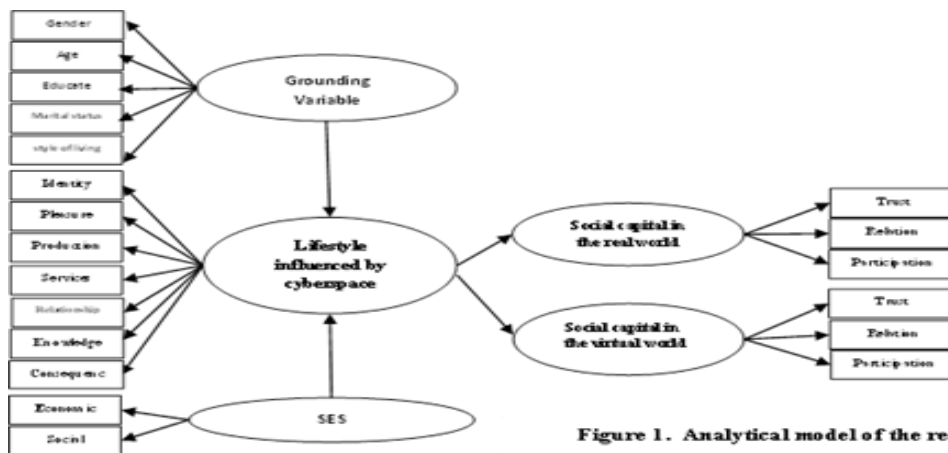 Gender
Age
Educate
Marital status
style of living
Identity
Pleasure
Production
Services
Relationship
Knowledge
Consequenc
Economic
Social
Grounding
Variable
Lifestyle
influenced by
cyberspace
SES
Social capital in
the real world
Social capital in
the virtual world
Trust
Relation
Participation
Trust
Relation
Participation
Figure 1. Analytical model of the re